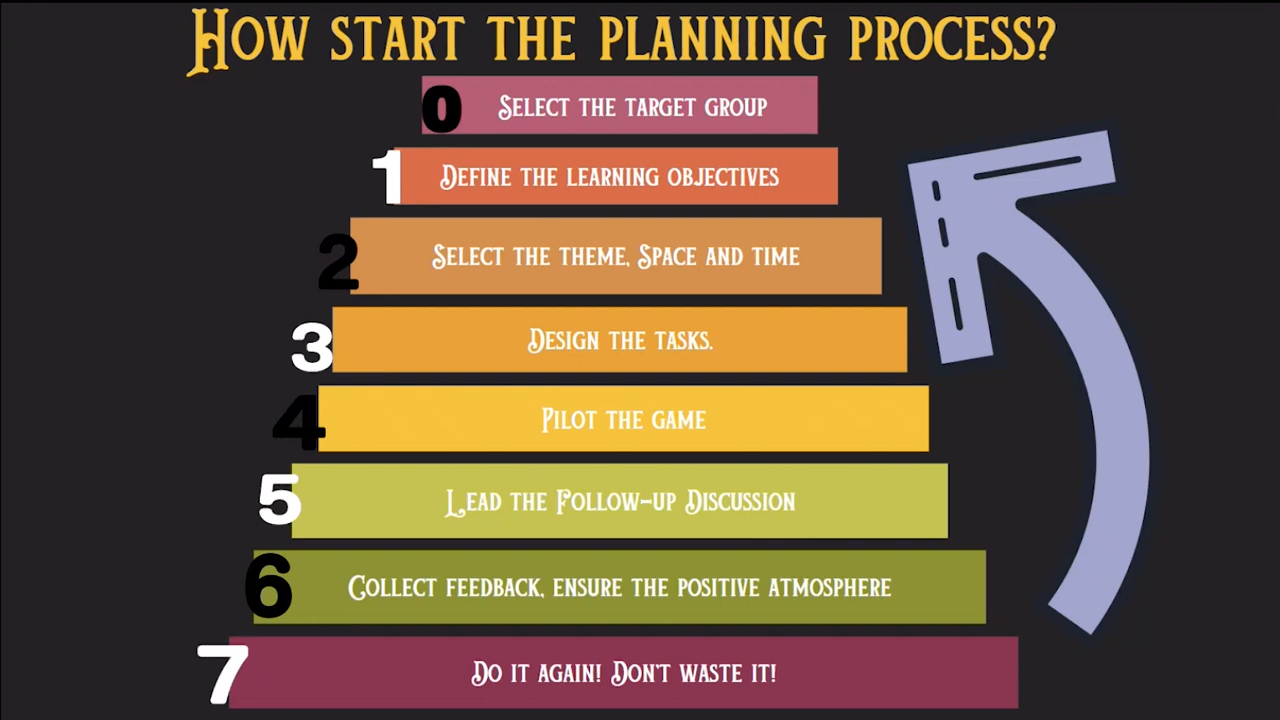 How start the planning process?
0 Select the target group
1 Define the learning objectives
2 Select the theme, Space and time
3 Design the tasks.
4 Pilot the game
5 Lead the Follow-up Discussion
6 Collect feedback, ensure the positive atmosphere
7 Do it again! Don't waste it!